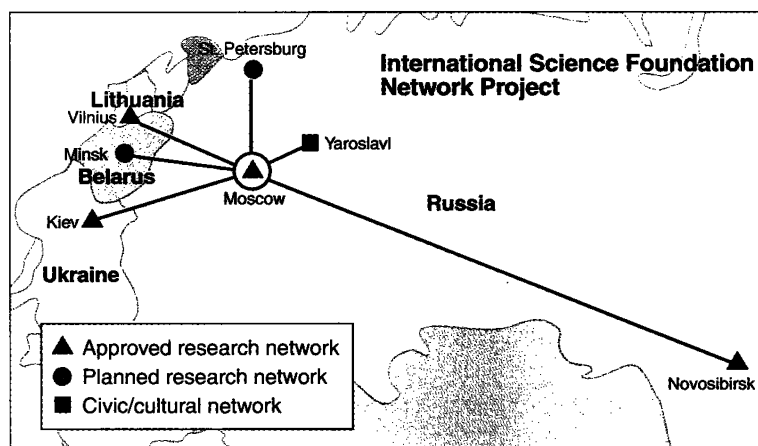 St. Petersburg
International Science Foundation
Network Project
Lithuania
Vilnius
Yaroslavl
Minsk
Belarus
Moscow
Russia
Kiev
Ukraine
Approved research network
Planned research network
Civic/cultural network
Novosibirsk